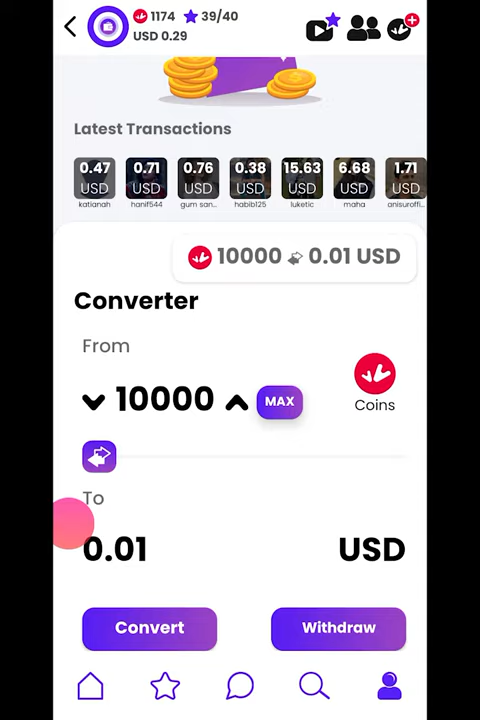 1174 39/40
USD 0.29
Latest Transactions
0.47 0.71 0.76 0.38 15.63 6.68 1.71
USD USD USD USD USD USD USD
katianah hanif544 gum san... habib125 luketic maha anisuroffi...
10000 0.01 USD
Converter
From
10000 MAX
Coins
To
0.01 USD
Convert Withdraw